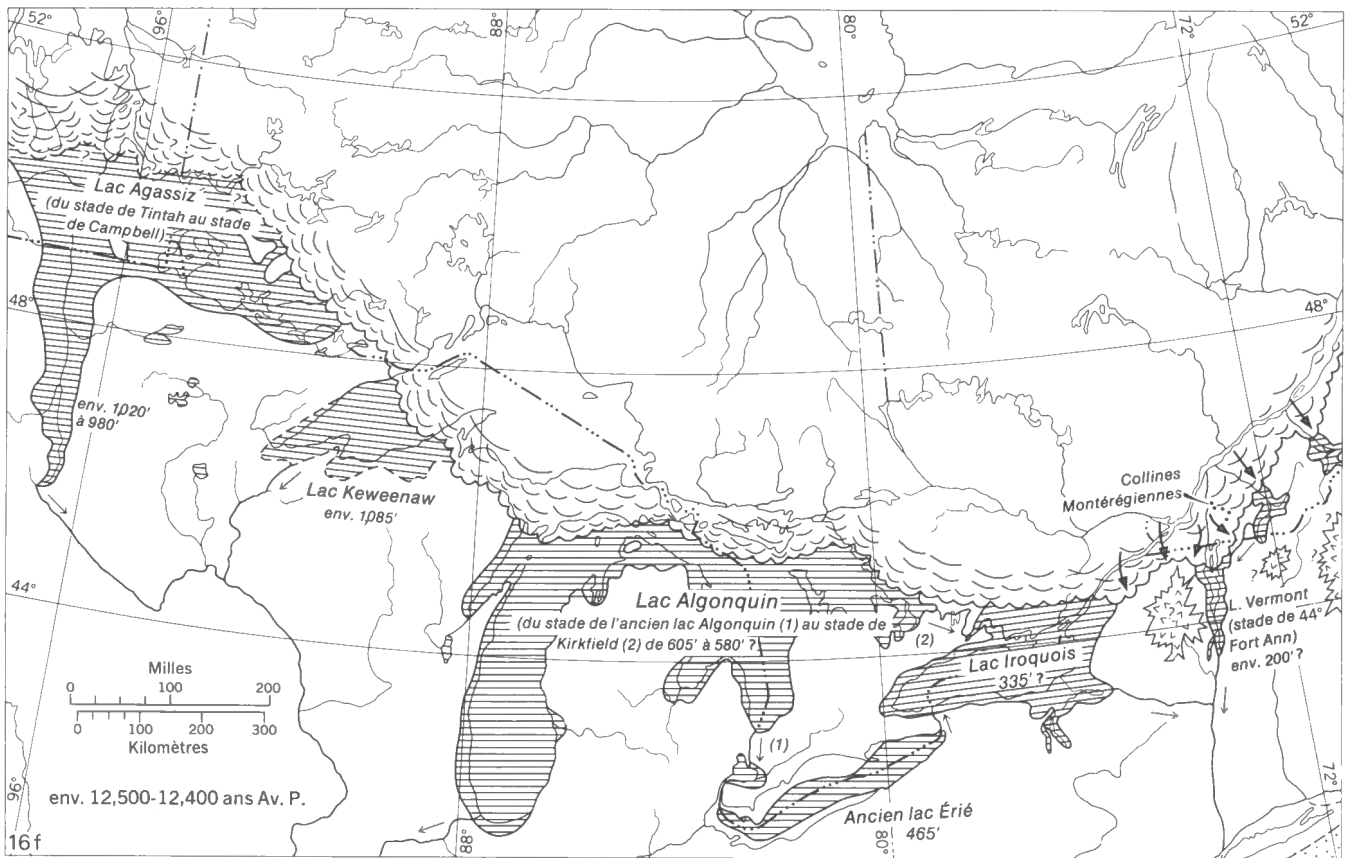 52°
96°
88°
80°
72°
52°
Lac Agassiz
(du stade de Tintah au stade
de Campbell)
48°
48°
env. 1,020'
à 980'
Lac Keweenaw
env. 1,085'
Collines
Montérégiennes
44°
Lac Algonquin
(du stade de l'ancien lac Algonquin (1) au stade de
Kirkfield (2) de 605' à 580' ?
(2)
Lac Iroquois
335' ?
?
L. Vermont
(stade de 44°
Fort Ann)
env. 200' ?
Milles
0 100 200
0 100 200 300
Kilomètres
(1)
Ancien lac Érié
465'
96°
env. 12,500-12,400 ans Av. P.
88°
80°
72°
16 f